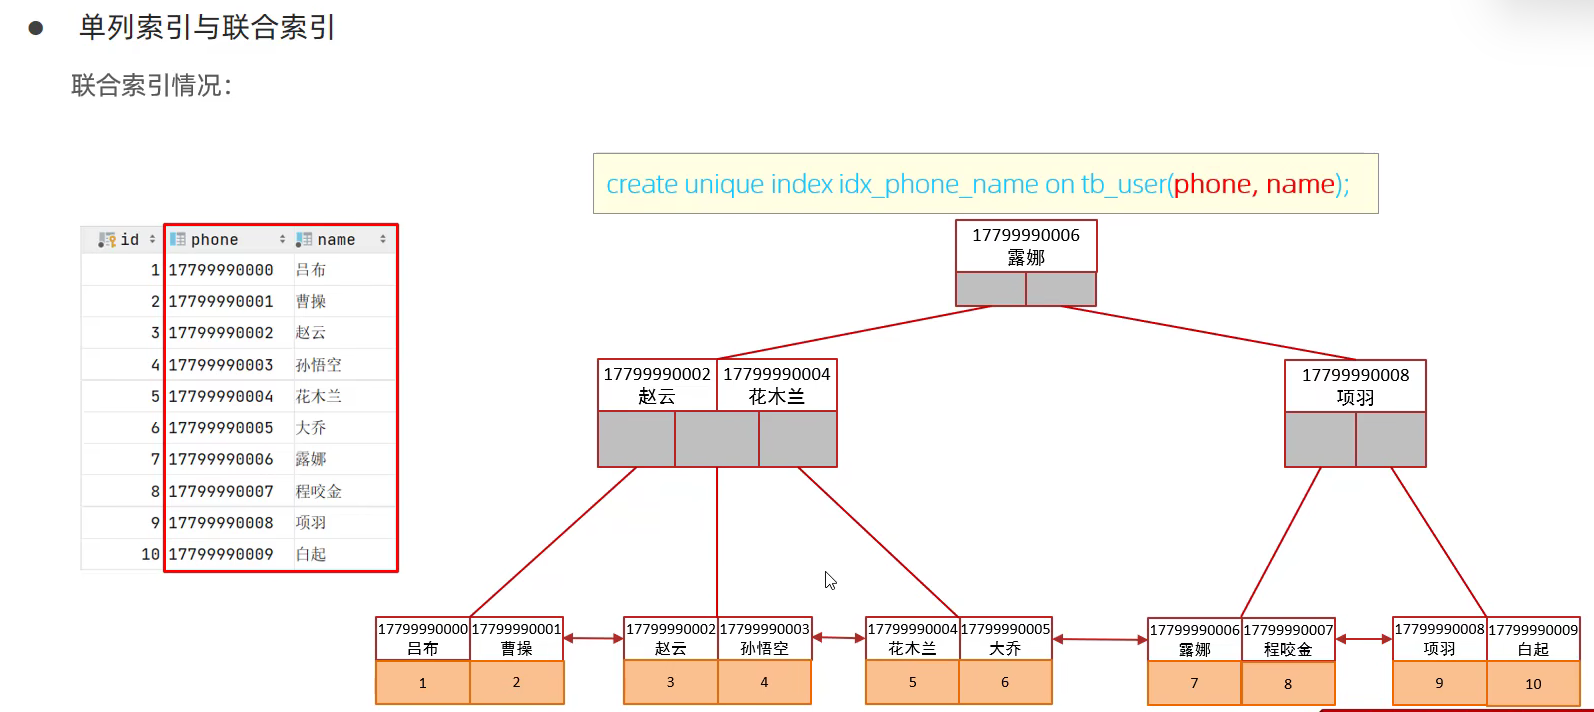 单列索引与联合索引
联合索引情况：
create unique index idx_phone_name on tb_user(phone, name);
id phone name
1 17799990000 吕布
2 17799990001 曹操
3 17799990002 赵云
4 17799990003 孙悟空
5 17799990004 花木兰
6 17799990005 大乔
7 17799990006 露娜
8 17799990007 程咬金
9 17799990008 项羽
10 17799990009 白起
17799990006
露娜
17799990002 17799990004
赵云 花木兰
17799990008
项羽
17799990000 17799990001
吕布 曹操
1 2
17799990002 17799990003
赵云 孙悟空
3 4
17799990004 17799990005
花木兰 大乔
5 6
17799990006 17799990007
露娜 程咬金
7 8
17799990008 17799990009
项羽 白起
9 10